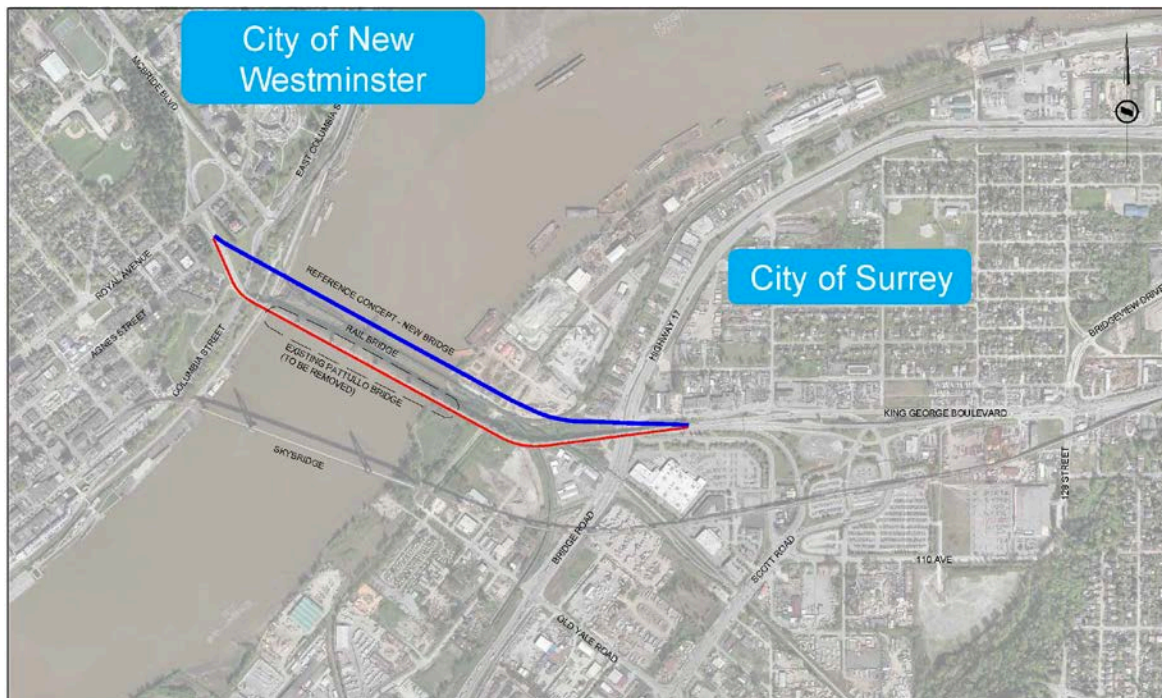 City of New
Westminster
McBRIDE BLVD
EAST COLUMBIA
ROYAL AVENUE
AGNES STREET
COLUMBIA STREET
REFERENCE CONCEPT - NEW BRIDGE
RAIL BRIDGE
EXISTING PATTULLO BRIDGE
(TO BE REMOVED)
SKYBRIDGE
City of Surrey
HIGHWAY 17
BRIDGEVIEW DRIVE
KING GEORGE BOULEVARD
128 STREET
BRIDGE ROAD
SCOTT ROAD
110 AVE
OLD YALE ROAD